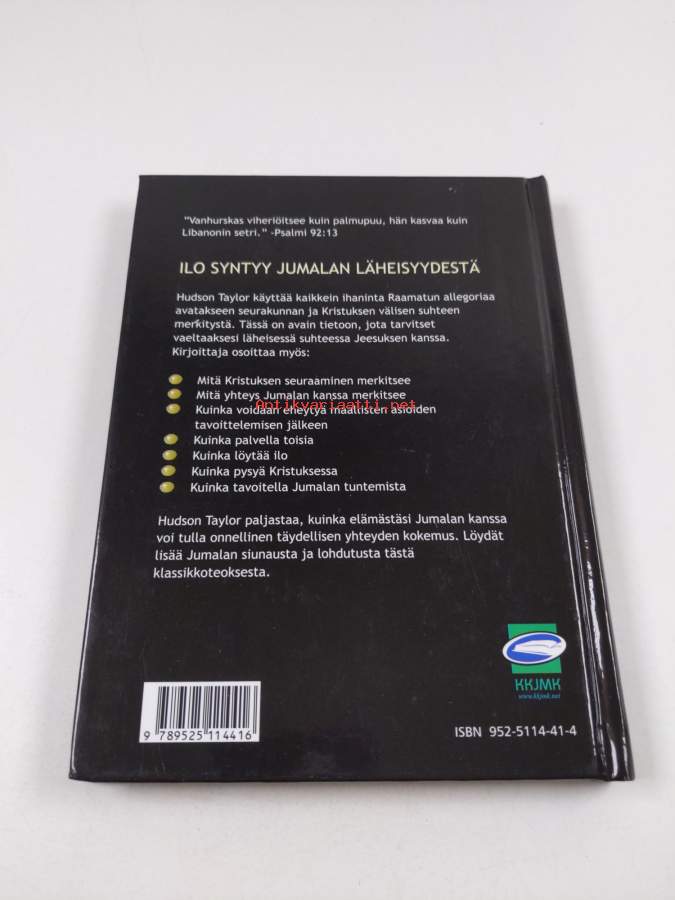 "Vanhurskas viheriöitsee kuin palmupuu, hän kasvaa kuin
Libanonin setri." -Psalmi 92:13
ILO SYNTYY JUMALAN LÄHEISYYDESTÄ
Hudson Taylor käyttää kaikkein ihaninta Raamatun allegoriaa
avatakseen seurakunnan ja Kristuksen välisen suhteen
merkitystä. Tässä on avain tietoon, jota tarvitset
vaeltaaksesi läheisessä suhteessa Jeesuksen kanssa.
Kirjoittaja osoittaa myös:
Mitä Kristuksen seuraaminen merkitsee
Mitä yhteys Jumalan kanssa merkitsee
Antikvariaatti.net
Kuinka voidaan eheytyä maallisten asioiden
tavoittelemisen jälkeen
Kuinka palvella toisia
Kuinka löytää ilo
Kuinka pysyä Kristuksessa
Kuinka tavoitella Jumalan tuntemista
Hudson Taylor paljastaa, kuinka elämästäsi Jumalan kanssa
voi tulla onnellinen täydellisen yhteyden kokemus. Löydät
lisää Jumalan siunausta ja lohdutusta tästä
klassikkoteoksesta.
KKJMK
www.kkjmk.net
ISBN 952-5114-41-4
9 789525 114416